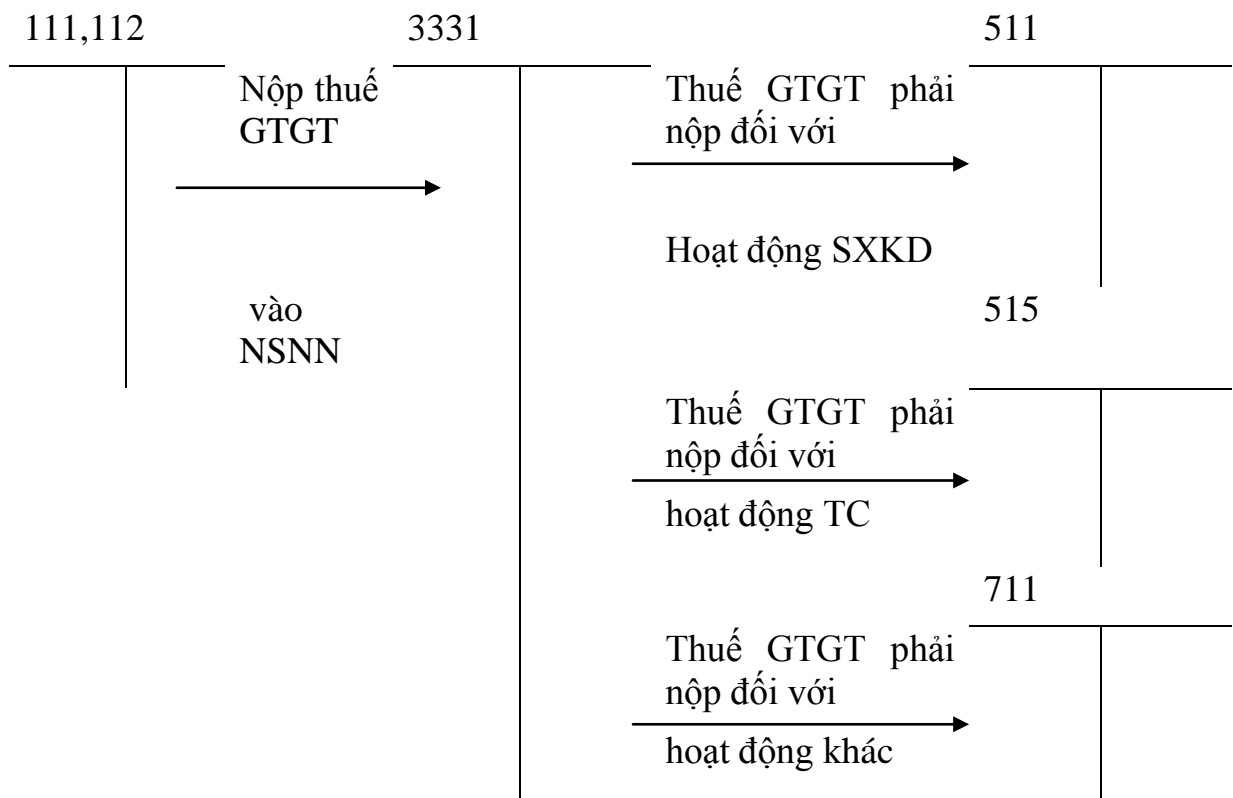 111,112
3331
511
Nộp thuế
GTGT
vào
NSNN
Thuế GTGT phải
nộp đối với
Hoạt động SXKD
515
Thuế GTGT phải
nộp đối với
hoạt động TC
711
Thuế GTGT phải
nộp đối với
hoạt động khác